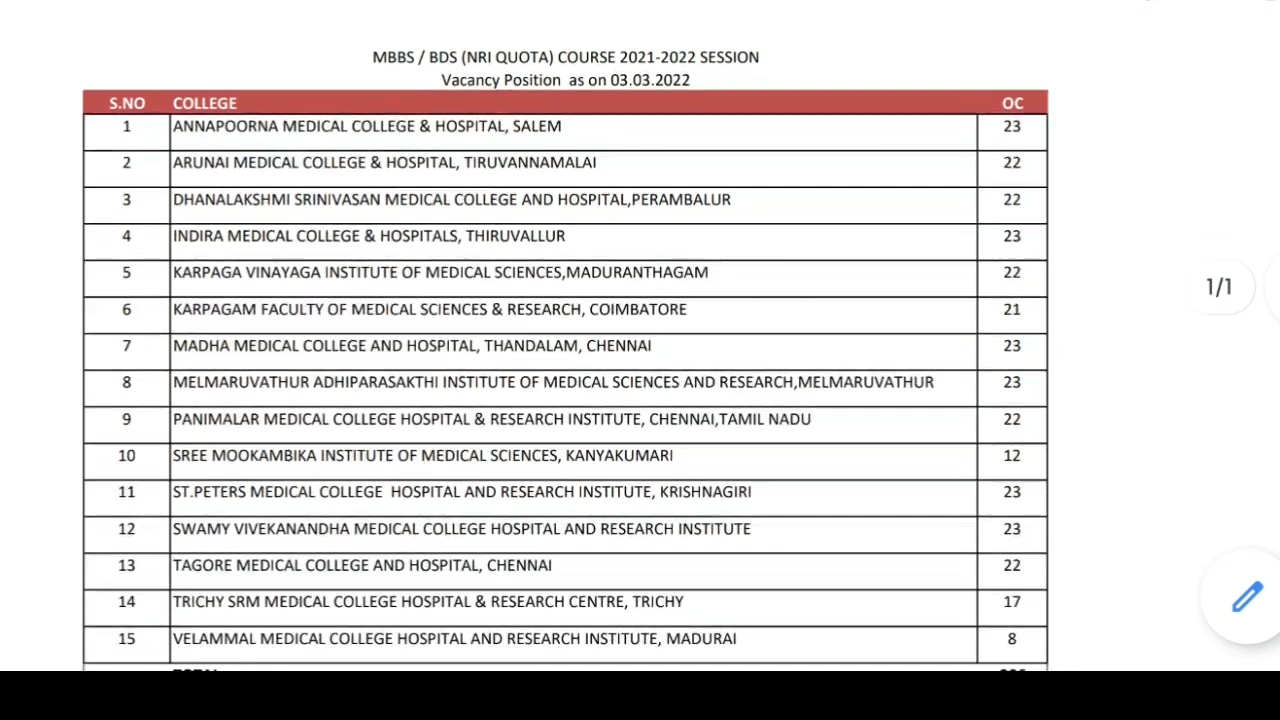 MBBS / BDS (NRI QUOTA) COURSE 2021-2022 SESSION
Vacancy Position as on 03.03.2022
S.NO COLLEGE OC
1 ANNAPOORNA MEDICAL COLLEGE & HOSPITAL, SALEM 23
2 ARUNAI MEDICAL COLLEGE & HOSPITAL, TIRUVANNAMALAI 22
3 DHANALAKSHMI SRINIVASAN MEDICAL COLLEGE AND HOSPITAL,PERAMBALUR 22
4 INDIRA MEDICAL COLLEGE & HOSPITALS, THIRUVALLUR 23
5 KARPAGA VINAYAGA INSTITUTE OF MEDICAL SCIENCES,MADURANTHAGAM 22
6 KARPAGAM FACULTY OF MEDICAL SCIENCES & RESEARCH, COIMBATORE 21
7 MADHA MEDICAL COLLEGE AND HOSPITAL, THANDALAM, CHENNAI 23
8 MELMARUVATHUR ADHIPARASAKTHI INSTITUTE OF MEDICAL SCIENCES AND RESEARCH,MELMARUVATHUR 23
9 PANIMALAR MEDICAL COLLEGE HOSPITAL & RESEARCH INSTITUTE, CHENNAI,TAMIL NADU 22
10 SREE MOOKAMBIKA INSTITUTE OF MEDICAL SCIENCES, KANYAKUMARI 12
11 ST.PETERS MEDICAL COLLEGE HOSPITAL AND RESEARCH INSTITUTE, KRISHNAGIRI 23
12 SWAMY VIVEKANANDHA MEDICAL COLLEGE HOSPITAL AND RESEARCH INSTITUTE 23
13 TAGORE MEDICAL COLLEGE AND HOSPITAL, CHENNAI 22
14 TRICHY SRM MEDICAL COLLEGE HOSPITAL & RESEARCH CENTRE, TRICHY 17
15 VELAMMAL MEDICAL COLLEGE HOSPITAL AND RESEARCH INSTITUTE, MADURAI 8
1/1